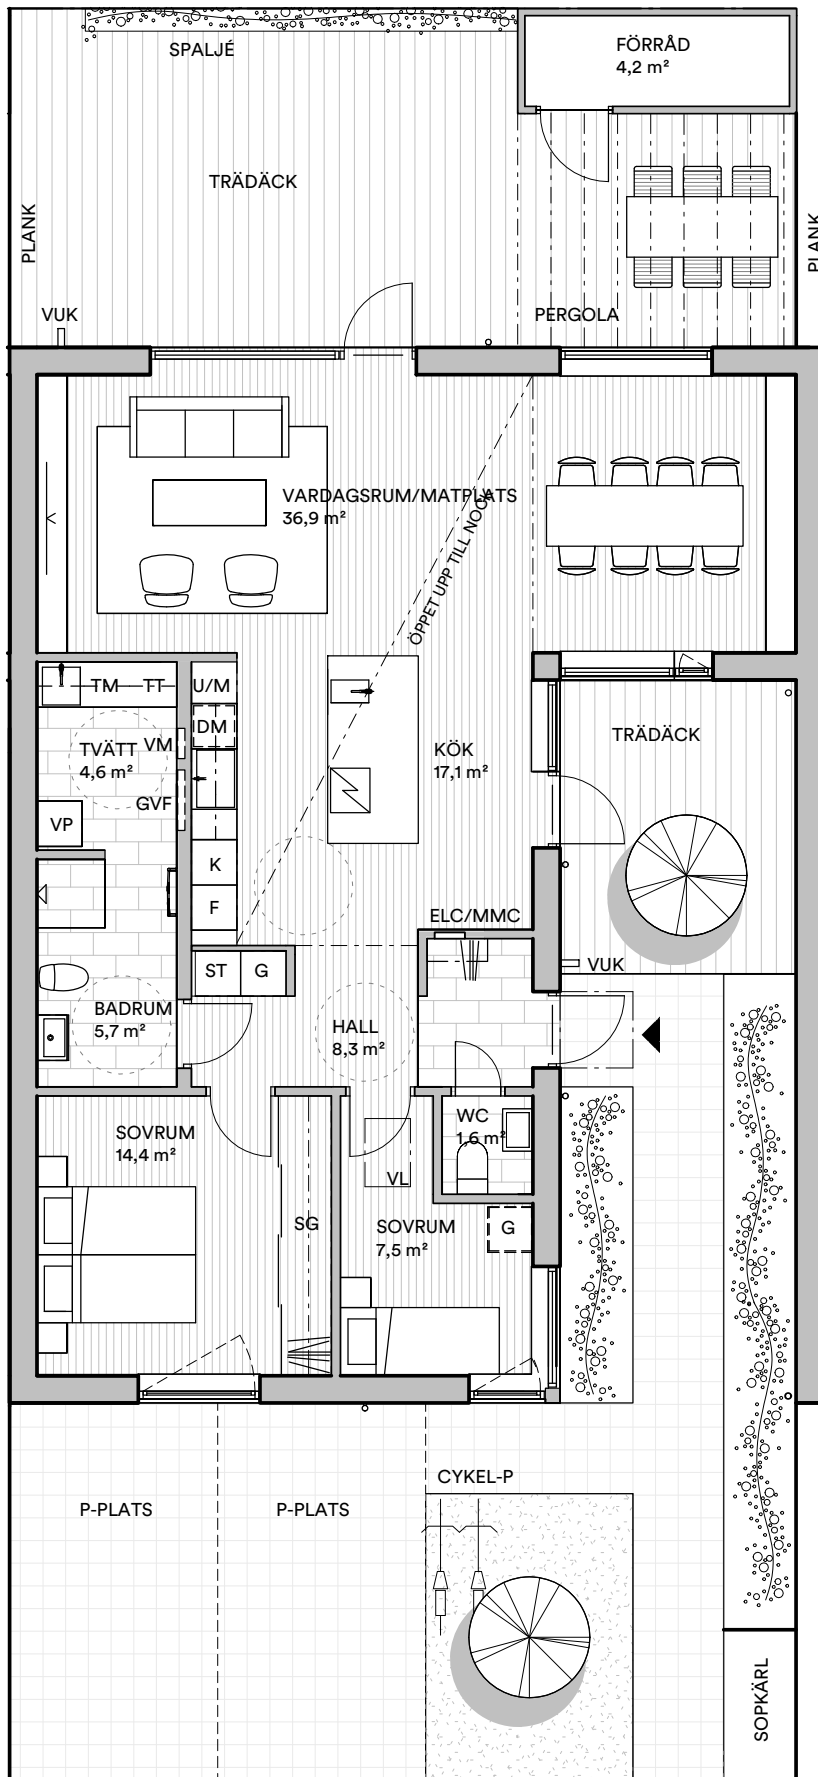 SPALJÉ
FÖRRÅD
4,2 m²
TRÄDÄCK
PLANK
PLANK
VUK
PERGOLA
VARDAGSRUM/MATPLATS
36,9 m²
ÖPPET UPP TILL NOCK
TM
TT
U/M
DM
TVÄTT
4,6 m²
VM
GVF
VP
KÖK
17,1 m²
TRÄDÄCK
K
F
ELC/MMC
ST
G
VUK
BADRUM
5,7 m²
HALL
8,3 m²
SOVRUM
14,4 m²
WC
1,6 m²
VL
SG
SOVRUM
7,5 m²
G
CYKEL-P
P-PLATS
P-PLATS
SOPKÄRL